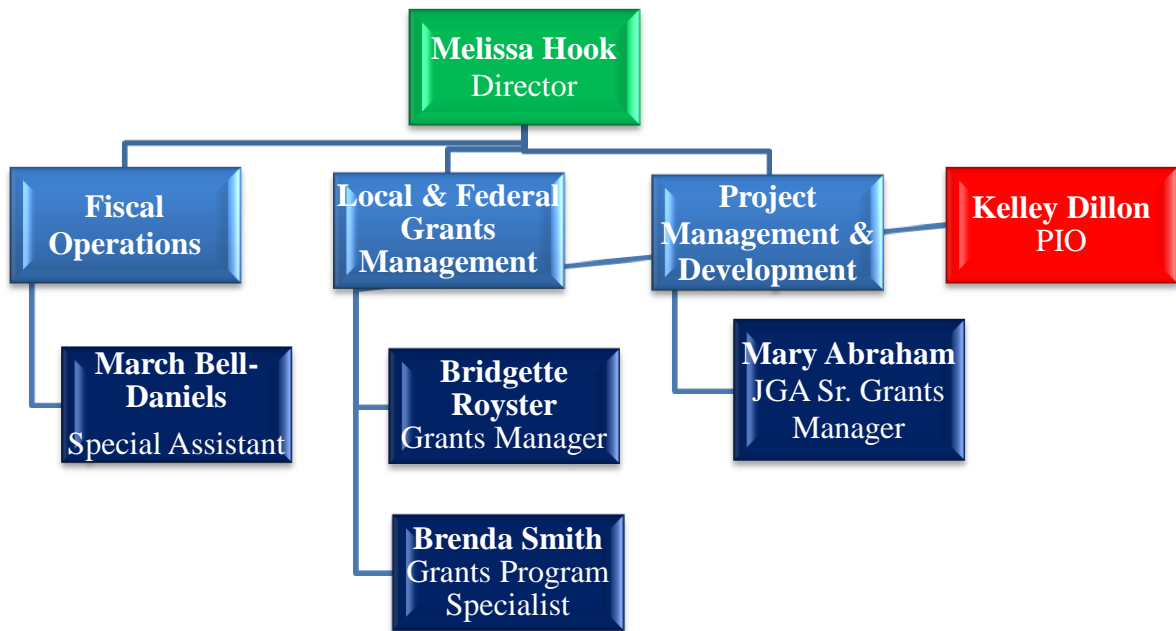 Melissa Hook
Director
Fiscal
Operations
Local & Federal
Grants
Management
Project
Management &
Development
Kelley Dillon
PIO
March Bell-
Daniels
Special Assistant
Bridgette
Royster
Grants Manager
Mary Abraham
JGA Sr. Grants
Manager
Brenda Smith
Grants Program
Specialist